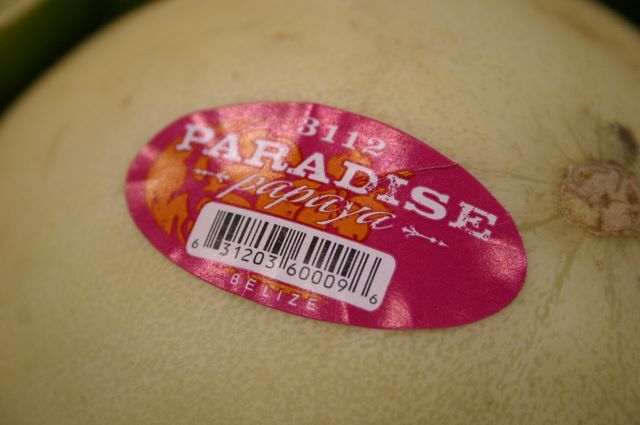 3112
PARADISE
papaya
6 31203 60009 6
BELIZE